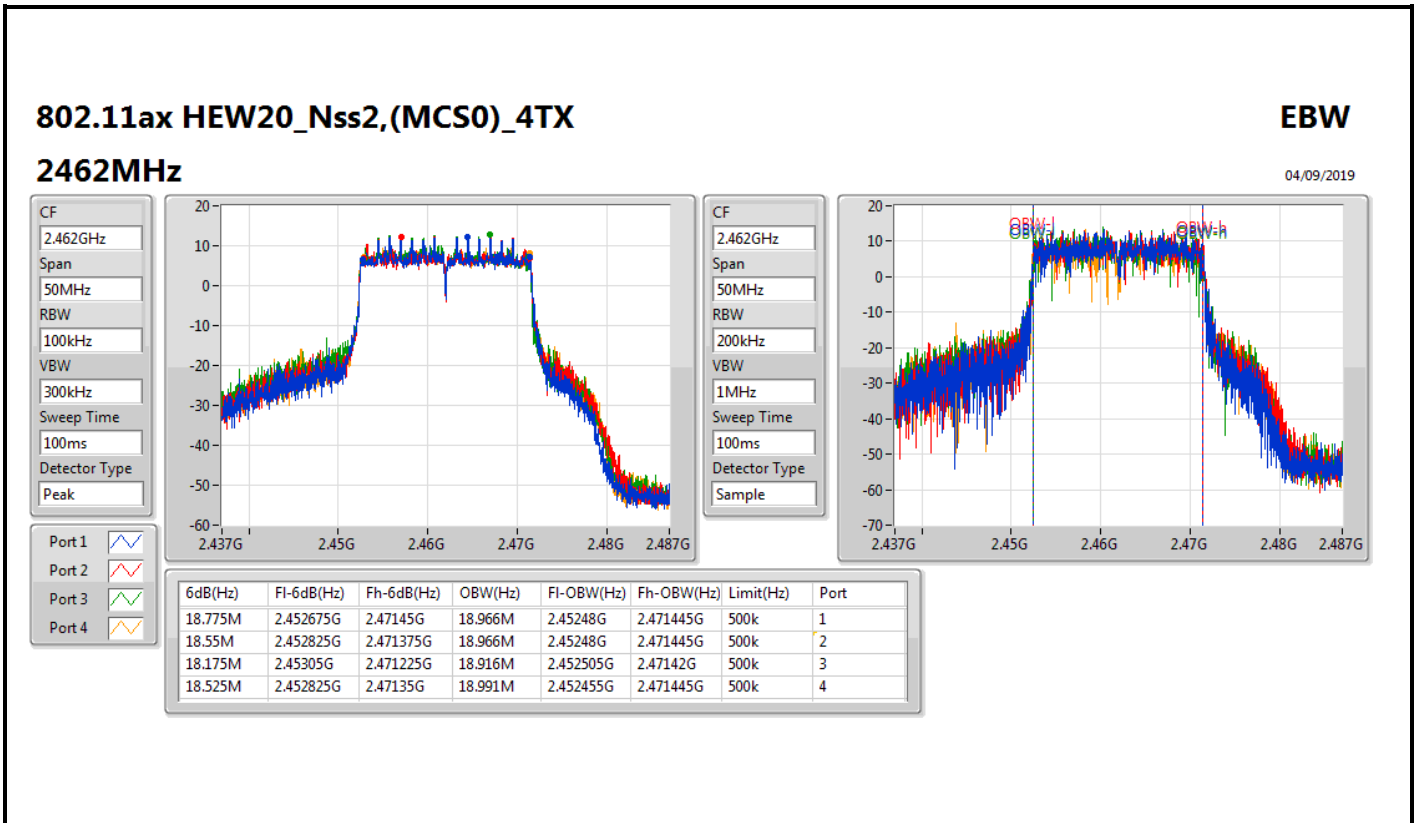 802.11ax HEW20_Nss2,(MCS0)_4TX
EBW
2462MHz
04/09/2019
CF
2.462GHz
Span
50MHz
RBW
100kHz
VBW
300kHz
Sweep Time
100ms
Detector Type
Peak
20
10
0
-10
-20
-30
-40
-50
-60
2.437G 2.45G 2.46G 2.47G 2.48G 2.487G
CF
2.462GHz
Span
50MHz
RBW
200kHz
VBW
1MHz
Sweep Time
100ms
Detector Type
Sample
20
10
0
-10
-20
-30
-40
-50
-60
-70
OBW-l
OBW-h
2.437G 2.45G 2.46G 2.47G 2.48G 2.487G
Port 1
Port 2
Port 3
Port 4
6dB(Hz) Fl-6dB(Hz) Fh-6dB(Hz) OBW(Hz) Fl-OBW(Hz) Fh-OBW(Hz) Limit(Hz) Port
18.775M 2.452675G 2.47145G 18.966M 2.45248G 2.471445G 500k 1
18.55M 2.452825G 2.471375G 18.966M 2.45248G 2.471445G 500k 2
18.175M 2.45305G 2.471225G 18.916M 2.452505G 2.47142G 500k 3
18.525M 2.452825G 2.47135G 18.991M 2.452455G 2.471445G 500k 4